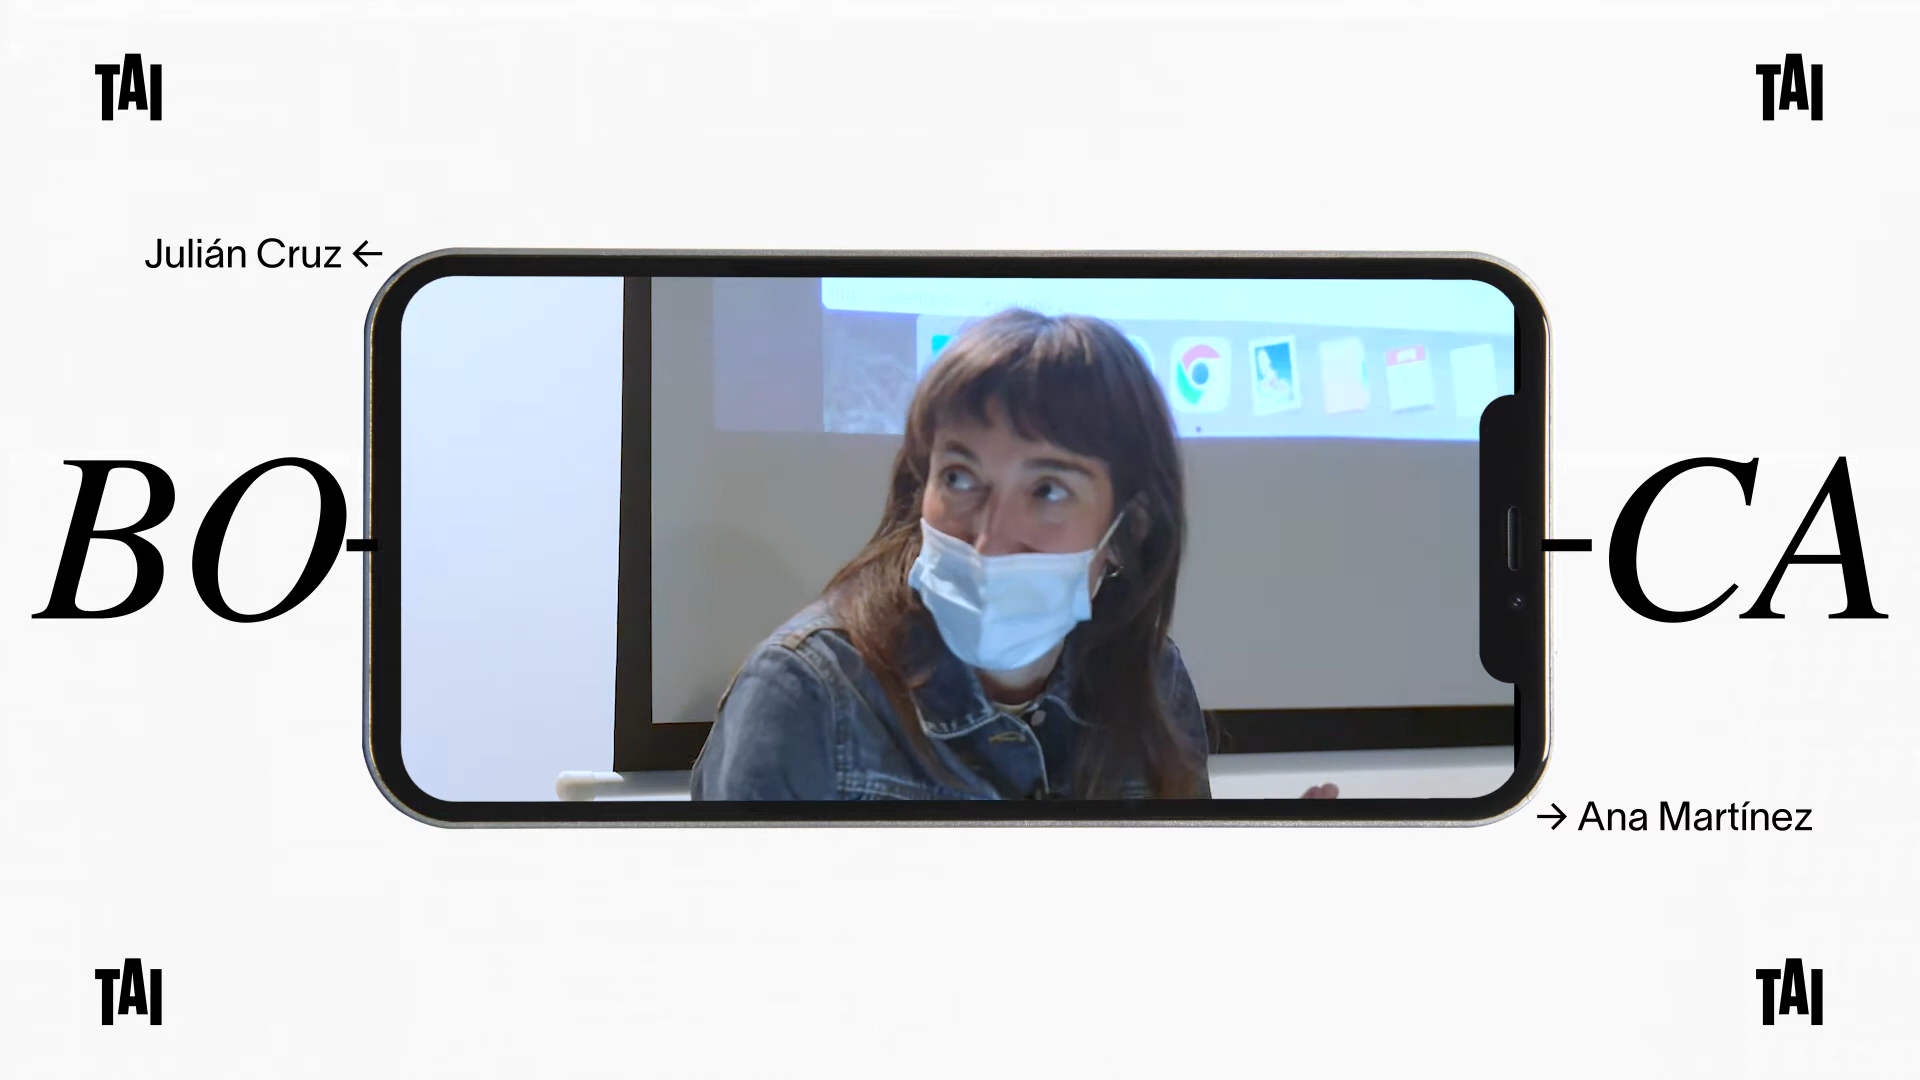 TAI
TAI
Julián Cruz ←
BO-
-CA
→ Ana Martínez
TAI
TAI